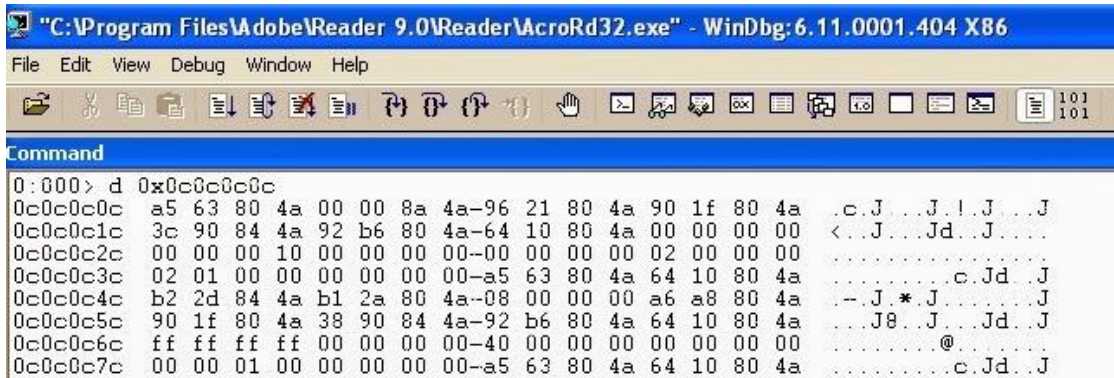 "C:\Program Files\Adobe\Reader 9.0\Reader\AcroRd32.exe" - WinDbg:6.11.0001.404 X86
File Edit View Debug Window Help
101
101
Command
0:000> d 0x0c0c0c0c
0c0c0c0c a5 63 80 4a 00 00 8a 4a-96 21 80 4a 90 1f 80 4a .c.J...J.!.J...J
0c0c0c1c 3c 90 84 4a 92 b6 80 4a-64 10 80 4a 00 00 00 00 <..J...Jd..J....
0c0c0c2c 00 00 00 10 00 00 00 00-00 00 00 00 02 00 00 00 ................
0c0c0c3c 02 01 00 00 00 00 00 00-a5 63 80 4a 64 10 80 4a .........c.Jd..J
0c0c0c4c b2 2d 84 4a b1 2a 80 4a-08 00 00 00 a6 a8 80 4a .-.J.*.J.......J
0c0c0c5c 90 1f 80 4a 38 90 84 4a-92 b6 80 4a 64 10 80 4a ...J8..J...Jd..J
0c0c0c6c ff ff ff ff 00 00 00 00-40 00 00 00 00 00 00 00 ........@.......
0c0c0c7c 00 00 01 00 00 00 00 00-a5 63 80 4a 64 10 80 4a .........c.Jd..J